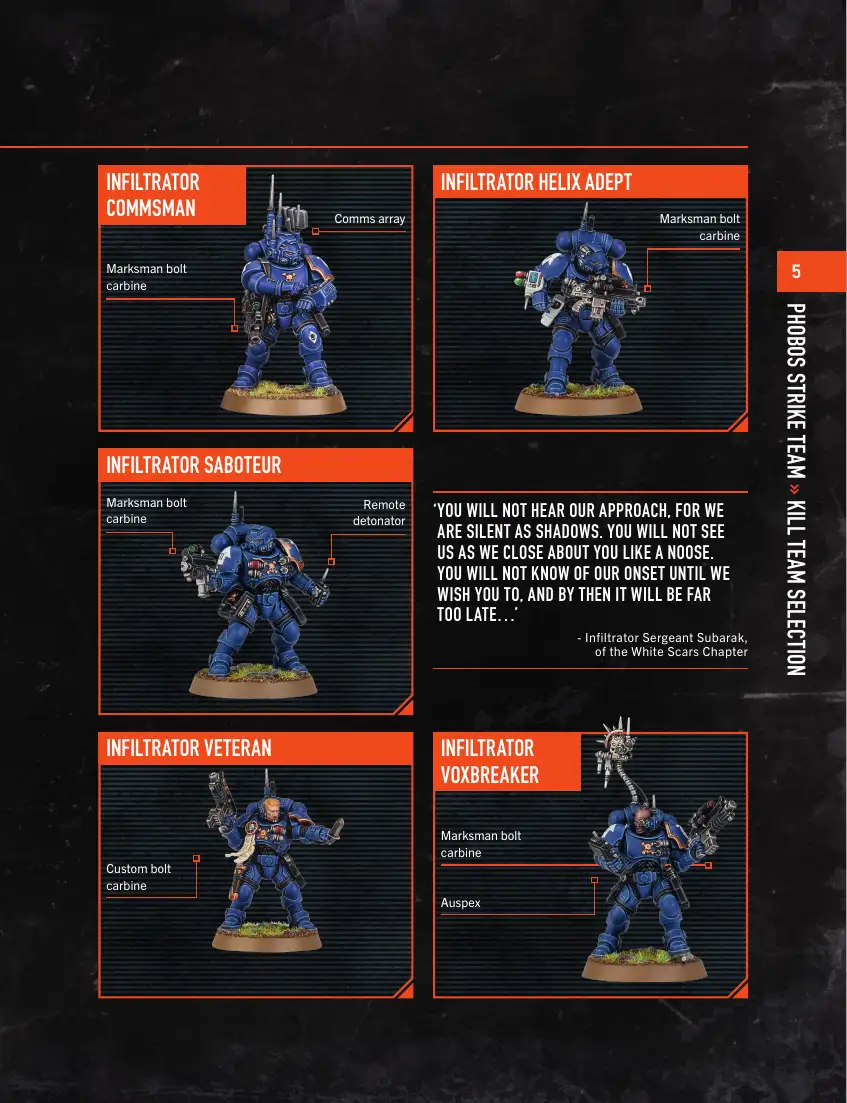 INFILTRATOR
COMMSMAN
Comms array
Marksman bolt
carbine
INFILTRATOR HELIX ADEPT
Marksman bolt
carbine
5
PHOBOS STRIKE TEAM » KILL TEAM SELECTION
INFILTRATOR SABOTEUR
Marksman bolt
carbine
Remote
detonator
‘YOU WILL NOT HEAR OUR APPROACH, FOR WE
ARE SILENT AS SHADOWS. YOU WILL NOT SEE
US AS WE CLOSE ABOUT YOU LIKE A NOOSE.
YOU WILL NOT KNOW OF OUR ONSET UNTIL WE
WISH YOU TO, AND BY THEN IT WILL BE FAR
TOO LATE...’
- Infiltrator Sergeant Subarak,
of the White Scars Chapter
INFILTRATOR VETERAN
Custom bolt
carbine
INFILTRATOR
VOXBREAKER
Marksman bolt
carbine
Auspex